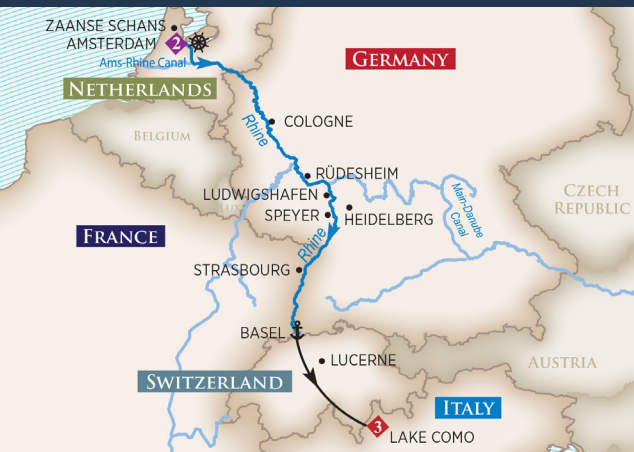 ZAANSE SCHANS
AMSTERDAM
2
Ams-Rhine Canal
NETHERLANDS
GERMANY
BELGIUM
COLOGNE
Rhine
RÜDESHEIM
LUDWIGSHAFEN
SPEYER
HEIDELBERG
Main-Danube
Canal
CZECH
REPUBLIC
FRANCE
Rhine
STRASBOURG
BASEL
LUCERNE
AUSTRIA
SWITZERLAND
ITALY
3
LAKE COMO